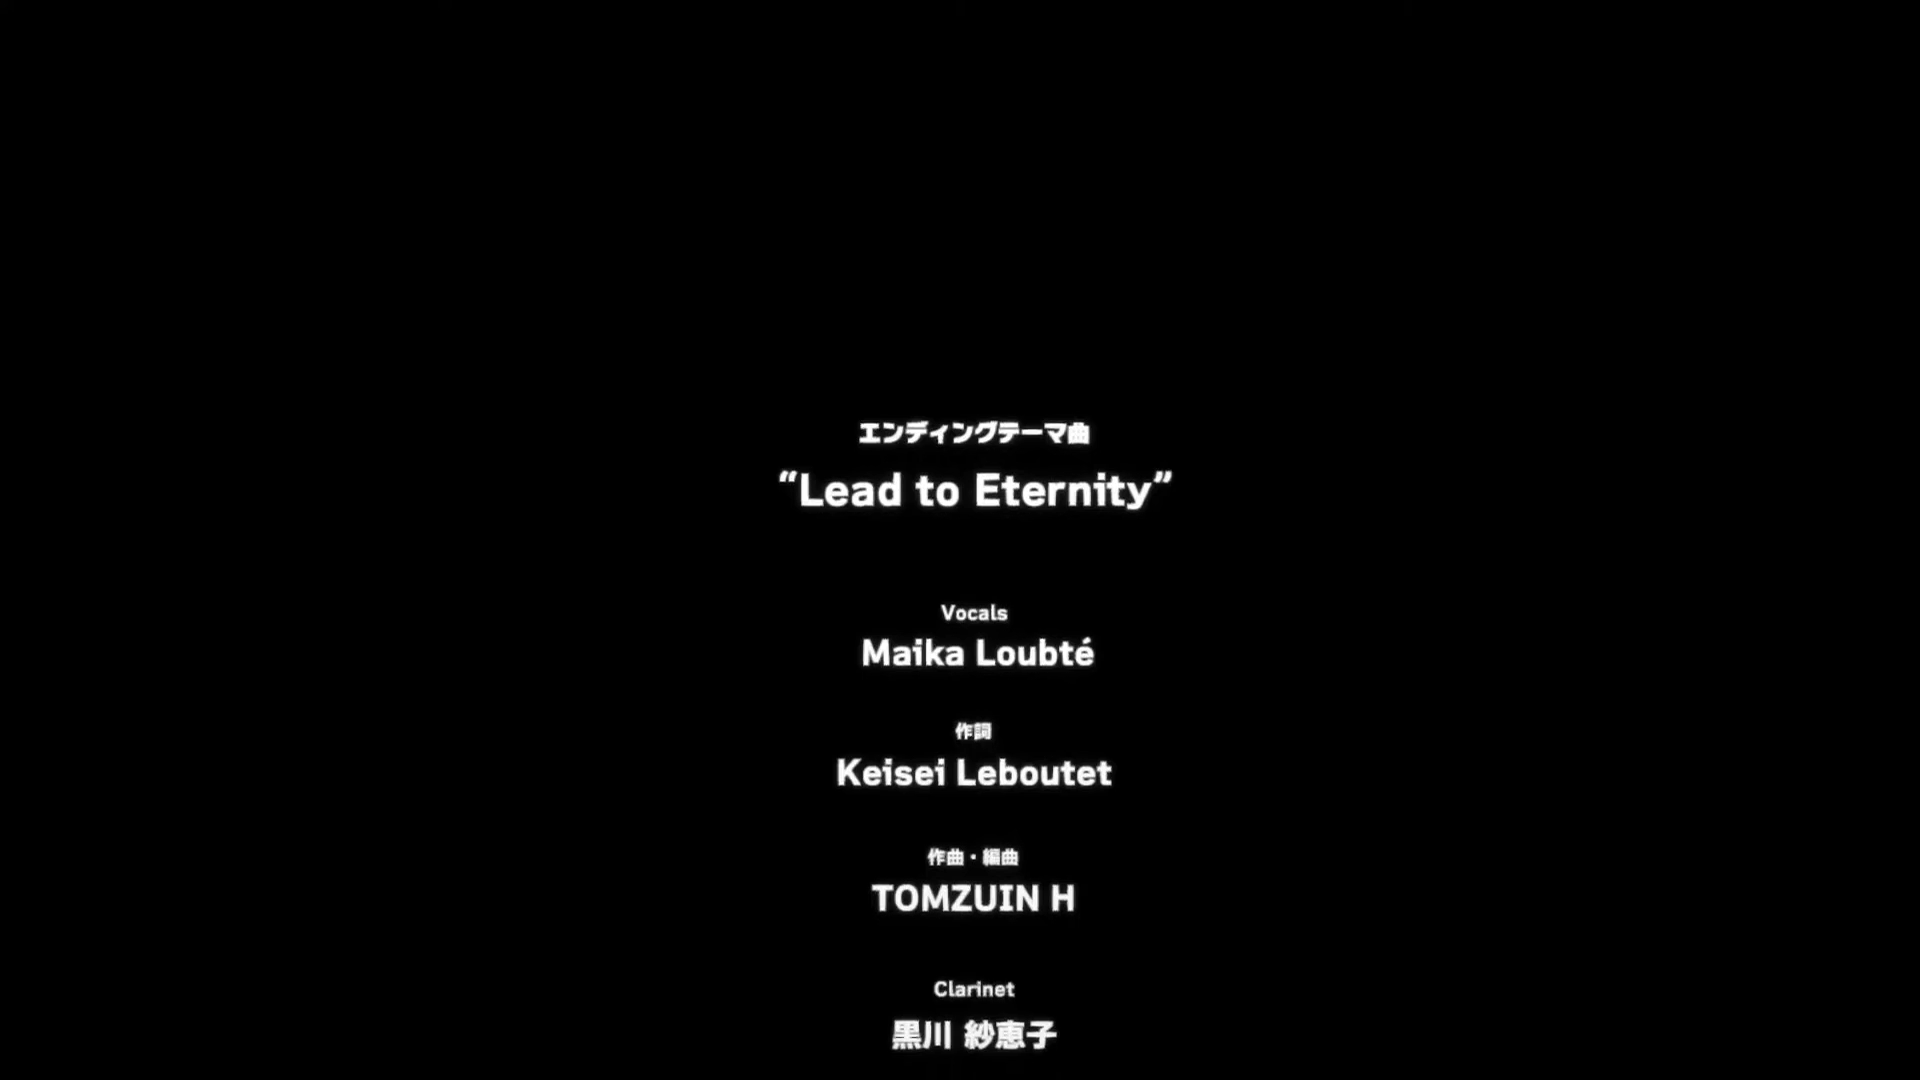 エンディングテーマ曲
“Lead to Eternity”
Vocals
Maika Loubté
作詞
Keisei Leboutet
作曲・編曲
TOMZUIN H
Clarinet
黒川 紗恵子